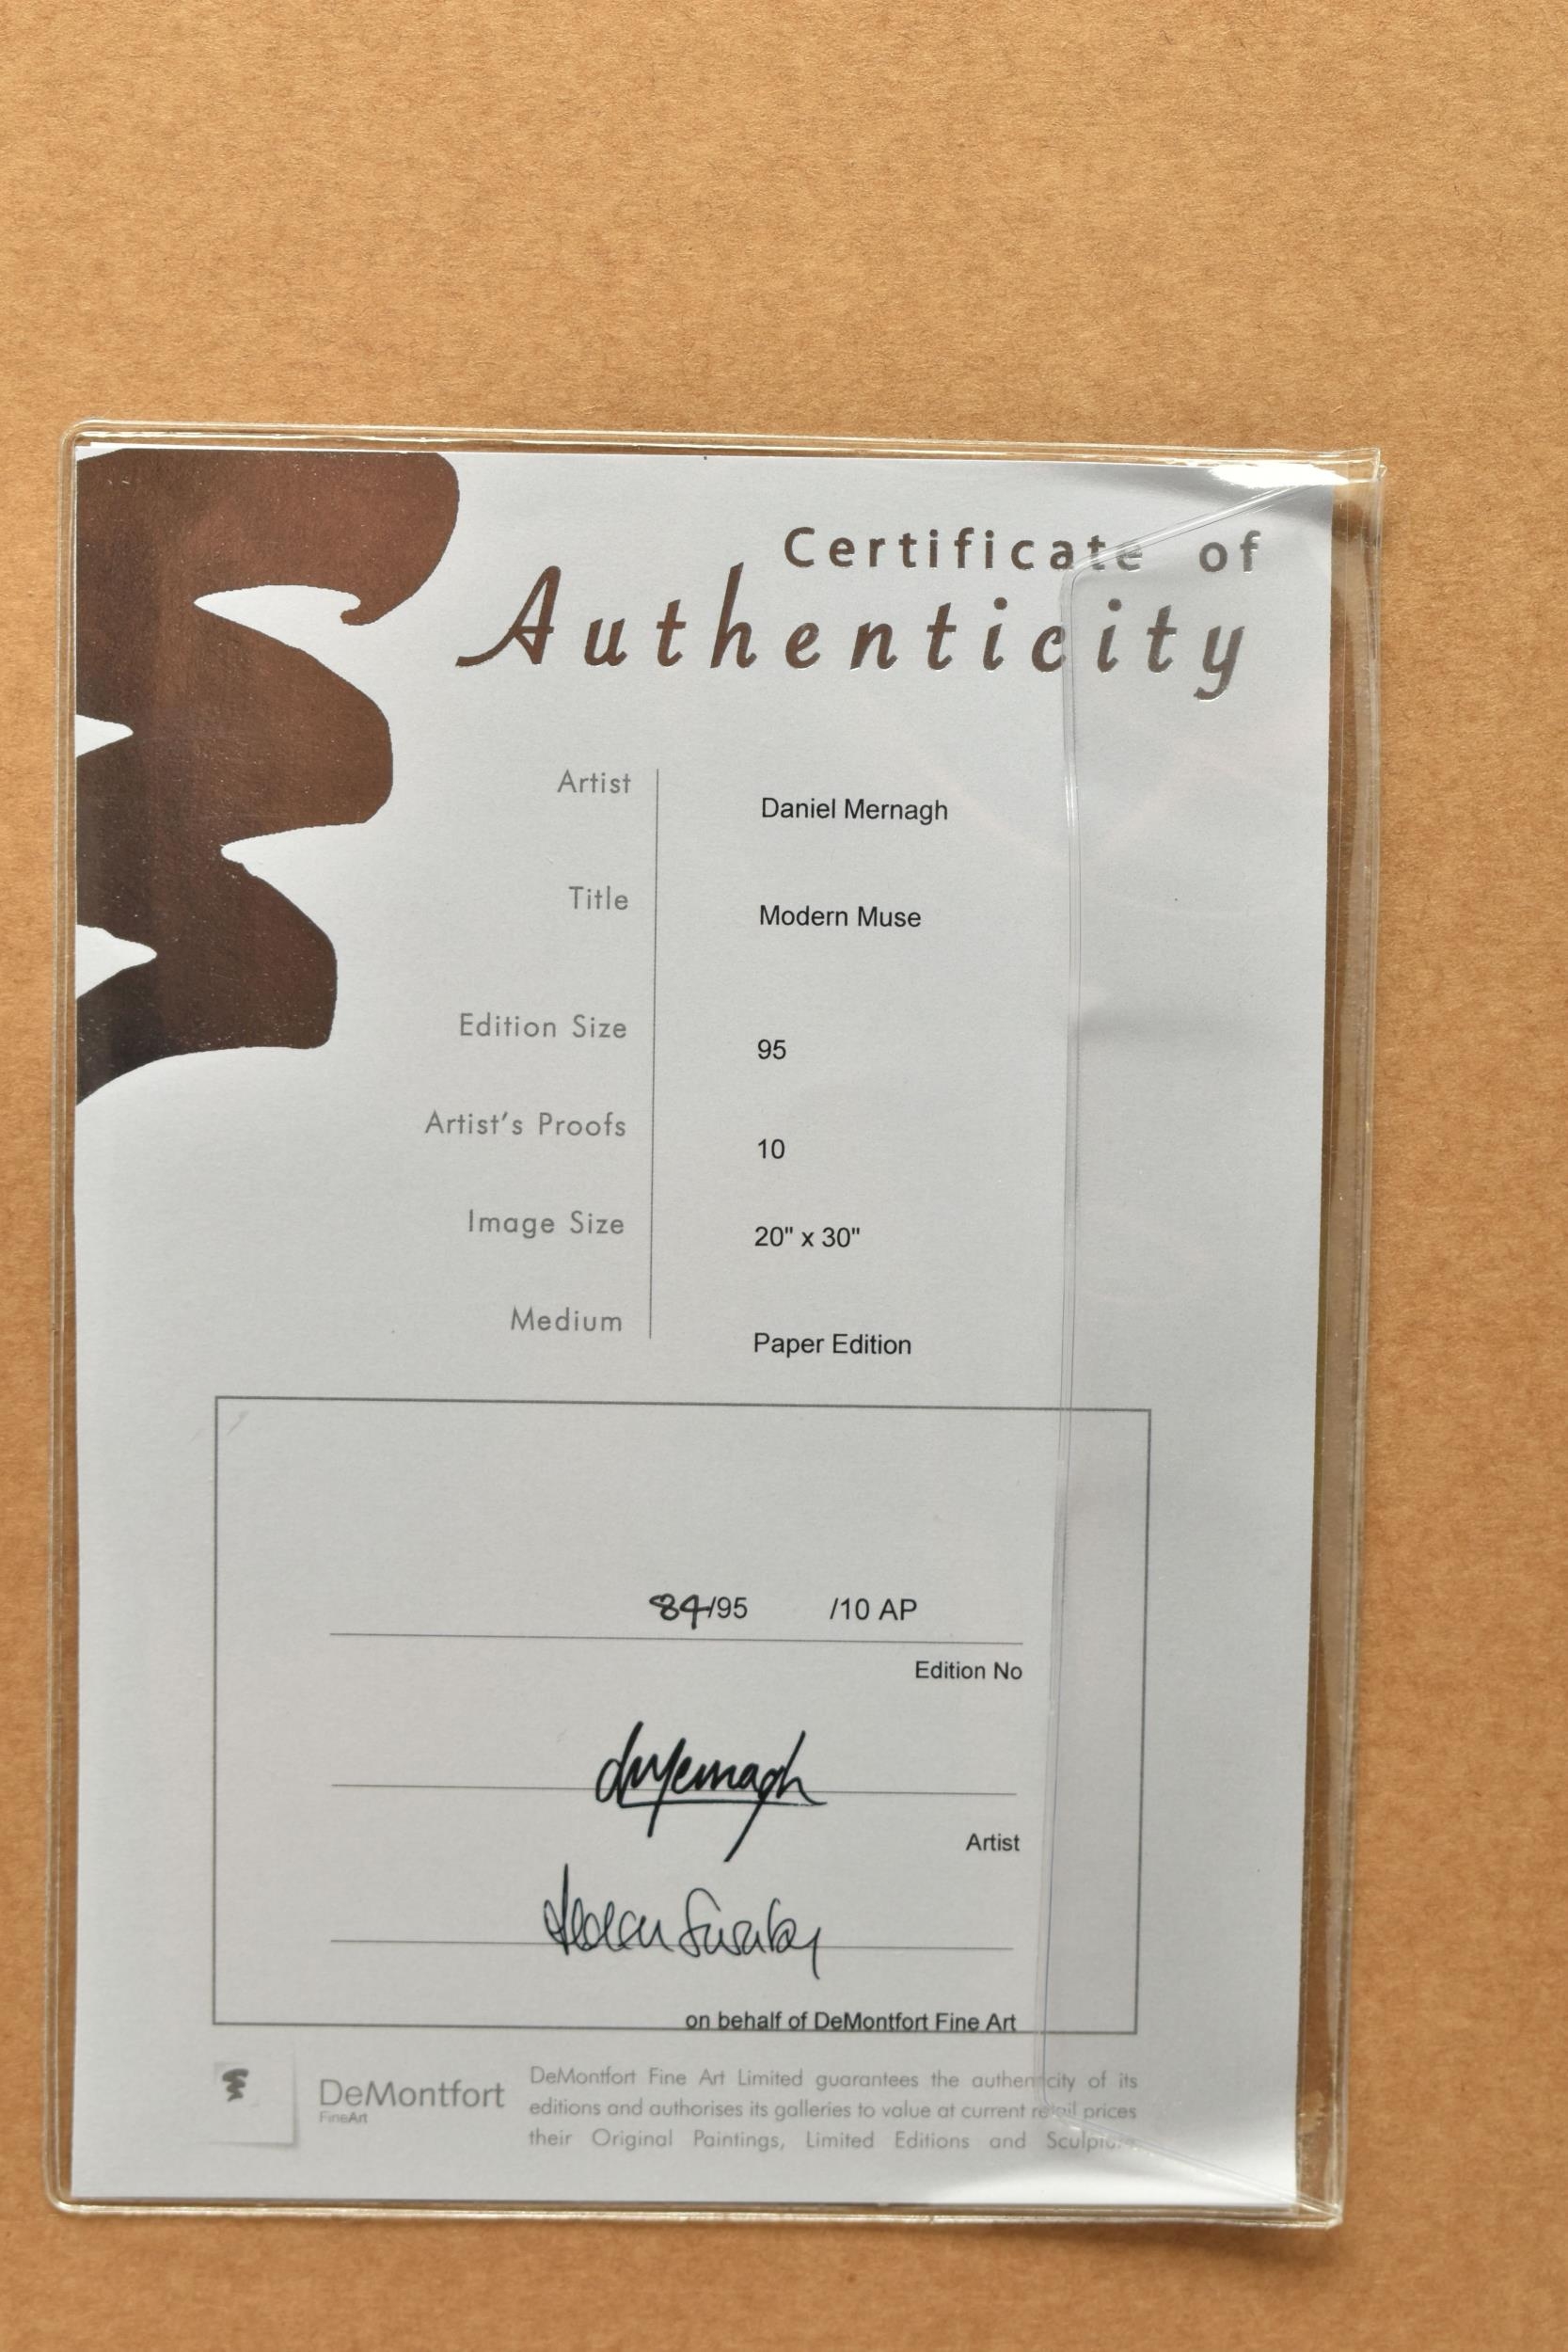 Certificate of
Authenticity
Artist
Daniel Mernagh
Title
Modern Muse
Edition Size
95
Artist's Proofs
10
Image Size
20" x 30"
Medium
Paper Edition
84/95 /10 AP
Edition No
Artist
on behalf of DeMontfort Fine Art
DeMontfort
FineArt
DeMontfort Fine Art Limited guarantees the authenticity of its
editions and authorises its galleries to value at current retail prices
their Original Paintings, Limited Editions and